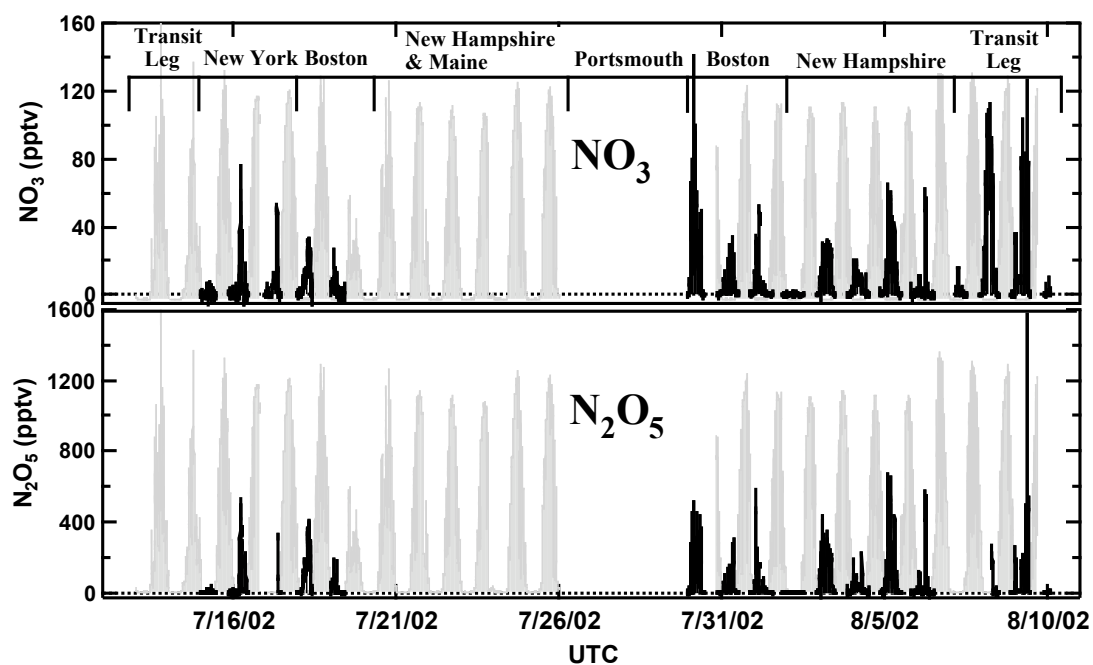 160
Transit
Leg
New York
Boston
New Hampshire
& Maine
Portsmouth
Boston
New Hampshire
Transit
Leg
120
80
40
0
NO3 (pptv)
NO3
1600
1200
800
400
0
N2O5 (pptv)
N2O5
7/16/02
7/21/02
7/26/02
7/31/02
8/5/02
8/10/02
UTC